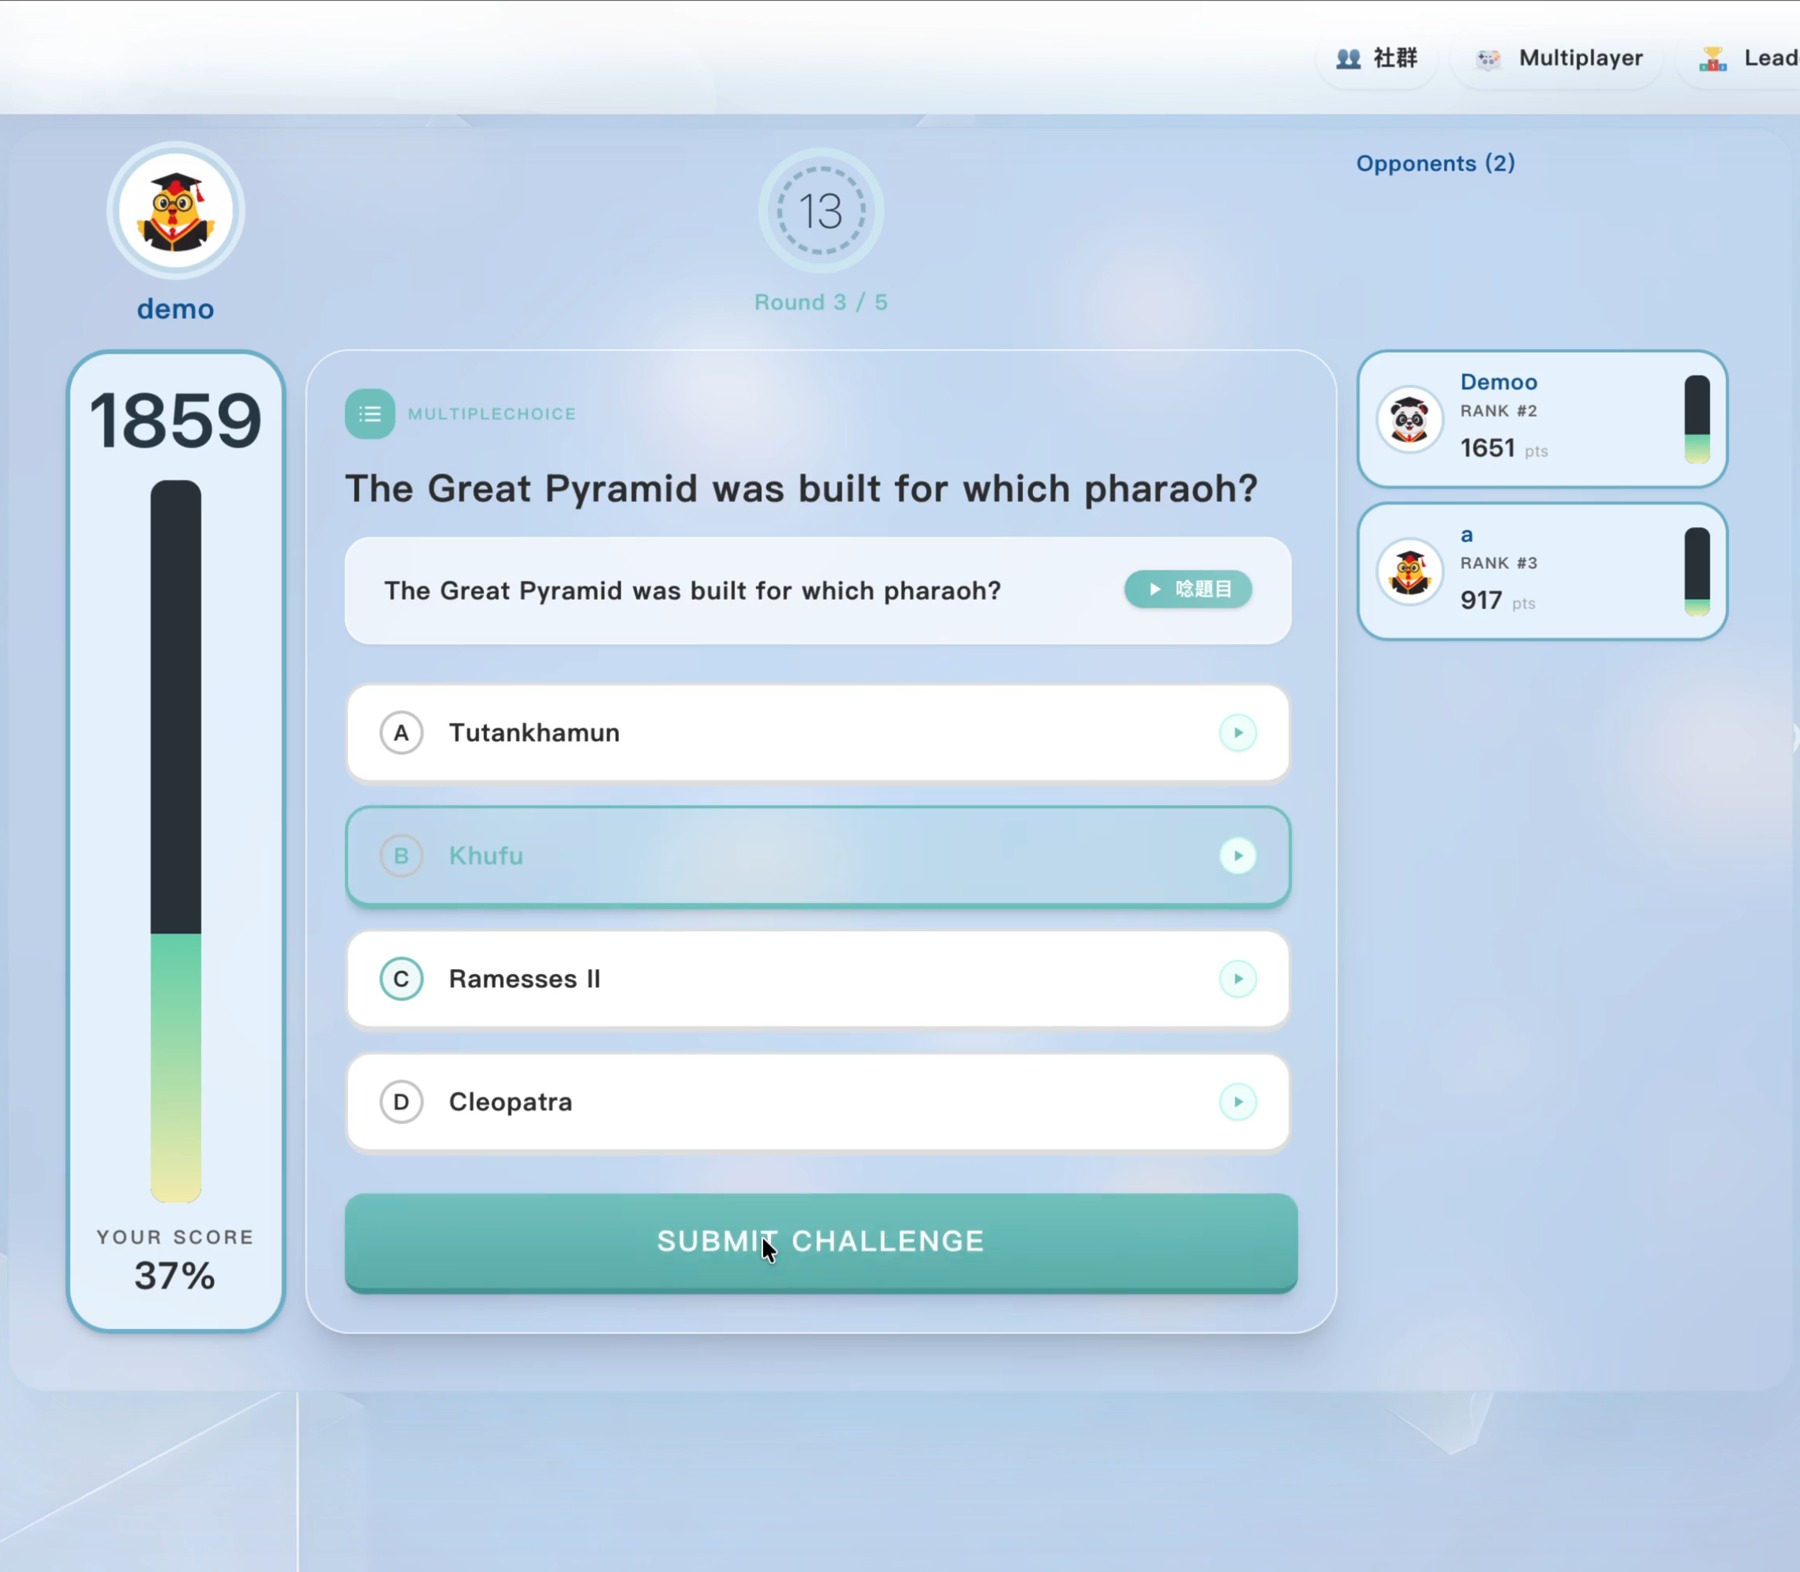 社群
Multiplayer
Lead
demo
13
Round 3 / 5
Opponents (2)
1859
YOUR SCORE
37%
MULTIPLECHOICE
The Great Pyramid was built for which pharaoh?
The Great Pyramid was built for which pharaoh?
唸題目
A Tutankhamun
B Khufu
C Ramesses II
D Cleopatra
SUBMIT CHALLENGE
Demoo
RANK #2
1651 pts
a
RANK #3
917 pts